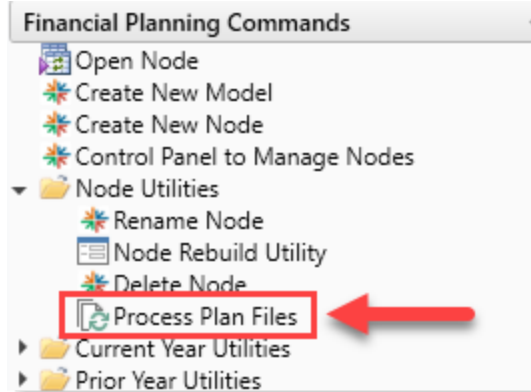 Financial Planning Commands
Open Node
Create New Model
Create New Node
Control Panel to Manage Nodes
Node Utilities
Rename Node
Node Rebuild Utility
Delete Node
Process Plan Files
Current Year Utilities
Prior Year Utilities